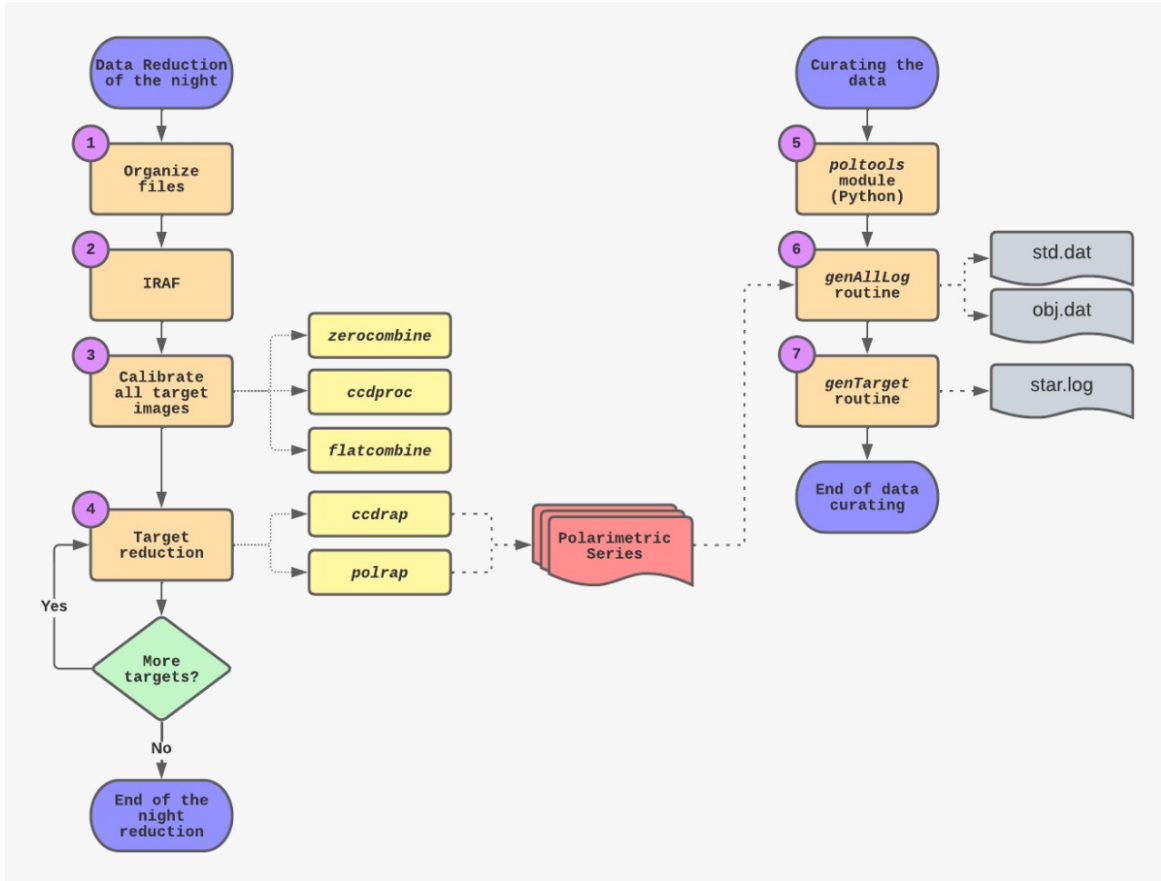 Data Reduction
of the night
1
Organize
files
2
IRAF
3
Calibrate
all target
images
zerocombine
ccdproc
flatcombine
4
Target
reduction
ccdrap
polrap
Polarimetric
Series
Yes
More
targets?
No
End of the
night
reduction
Curating the
data
5
poltools
module
(Python)
6
genAllLog
routine
std.dat
obj.dat
7
genTarget
routine
star.log
End of data
curating